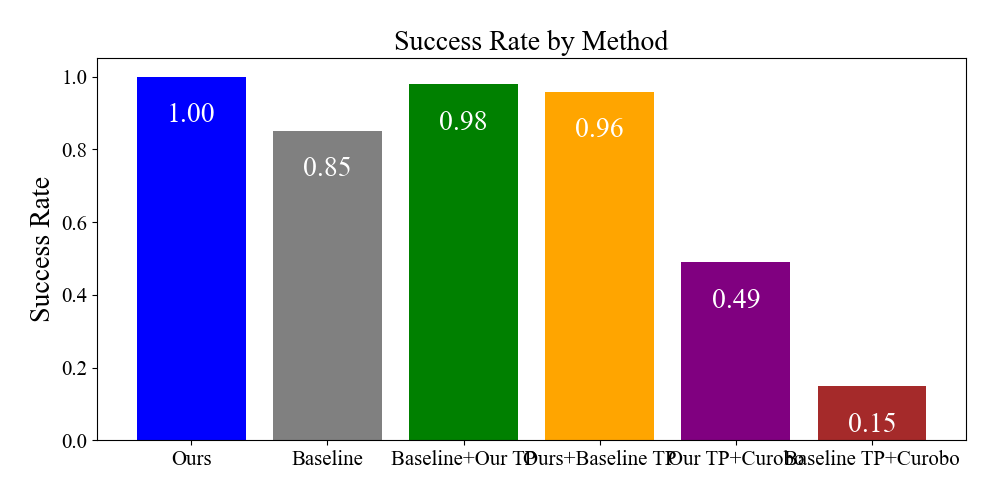 Success Rate by Method
Success Rate
1.0
0.8
0.6
0.4
0.2
0.0
1.00
0.85
0.98
0.96
0.49
0.15
Ours
Baseline
Baseline+Our TP
Ours+Baseline TP
Our TP+Curobo
Baseline TP+Curobo